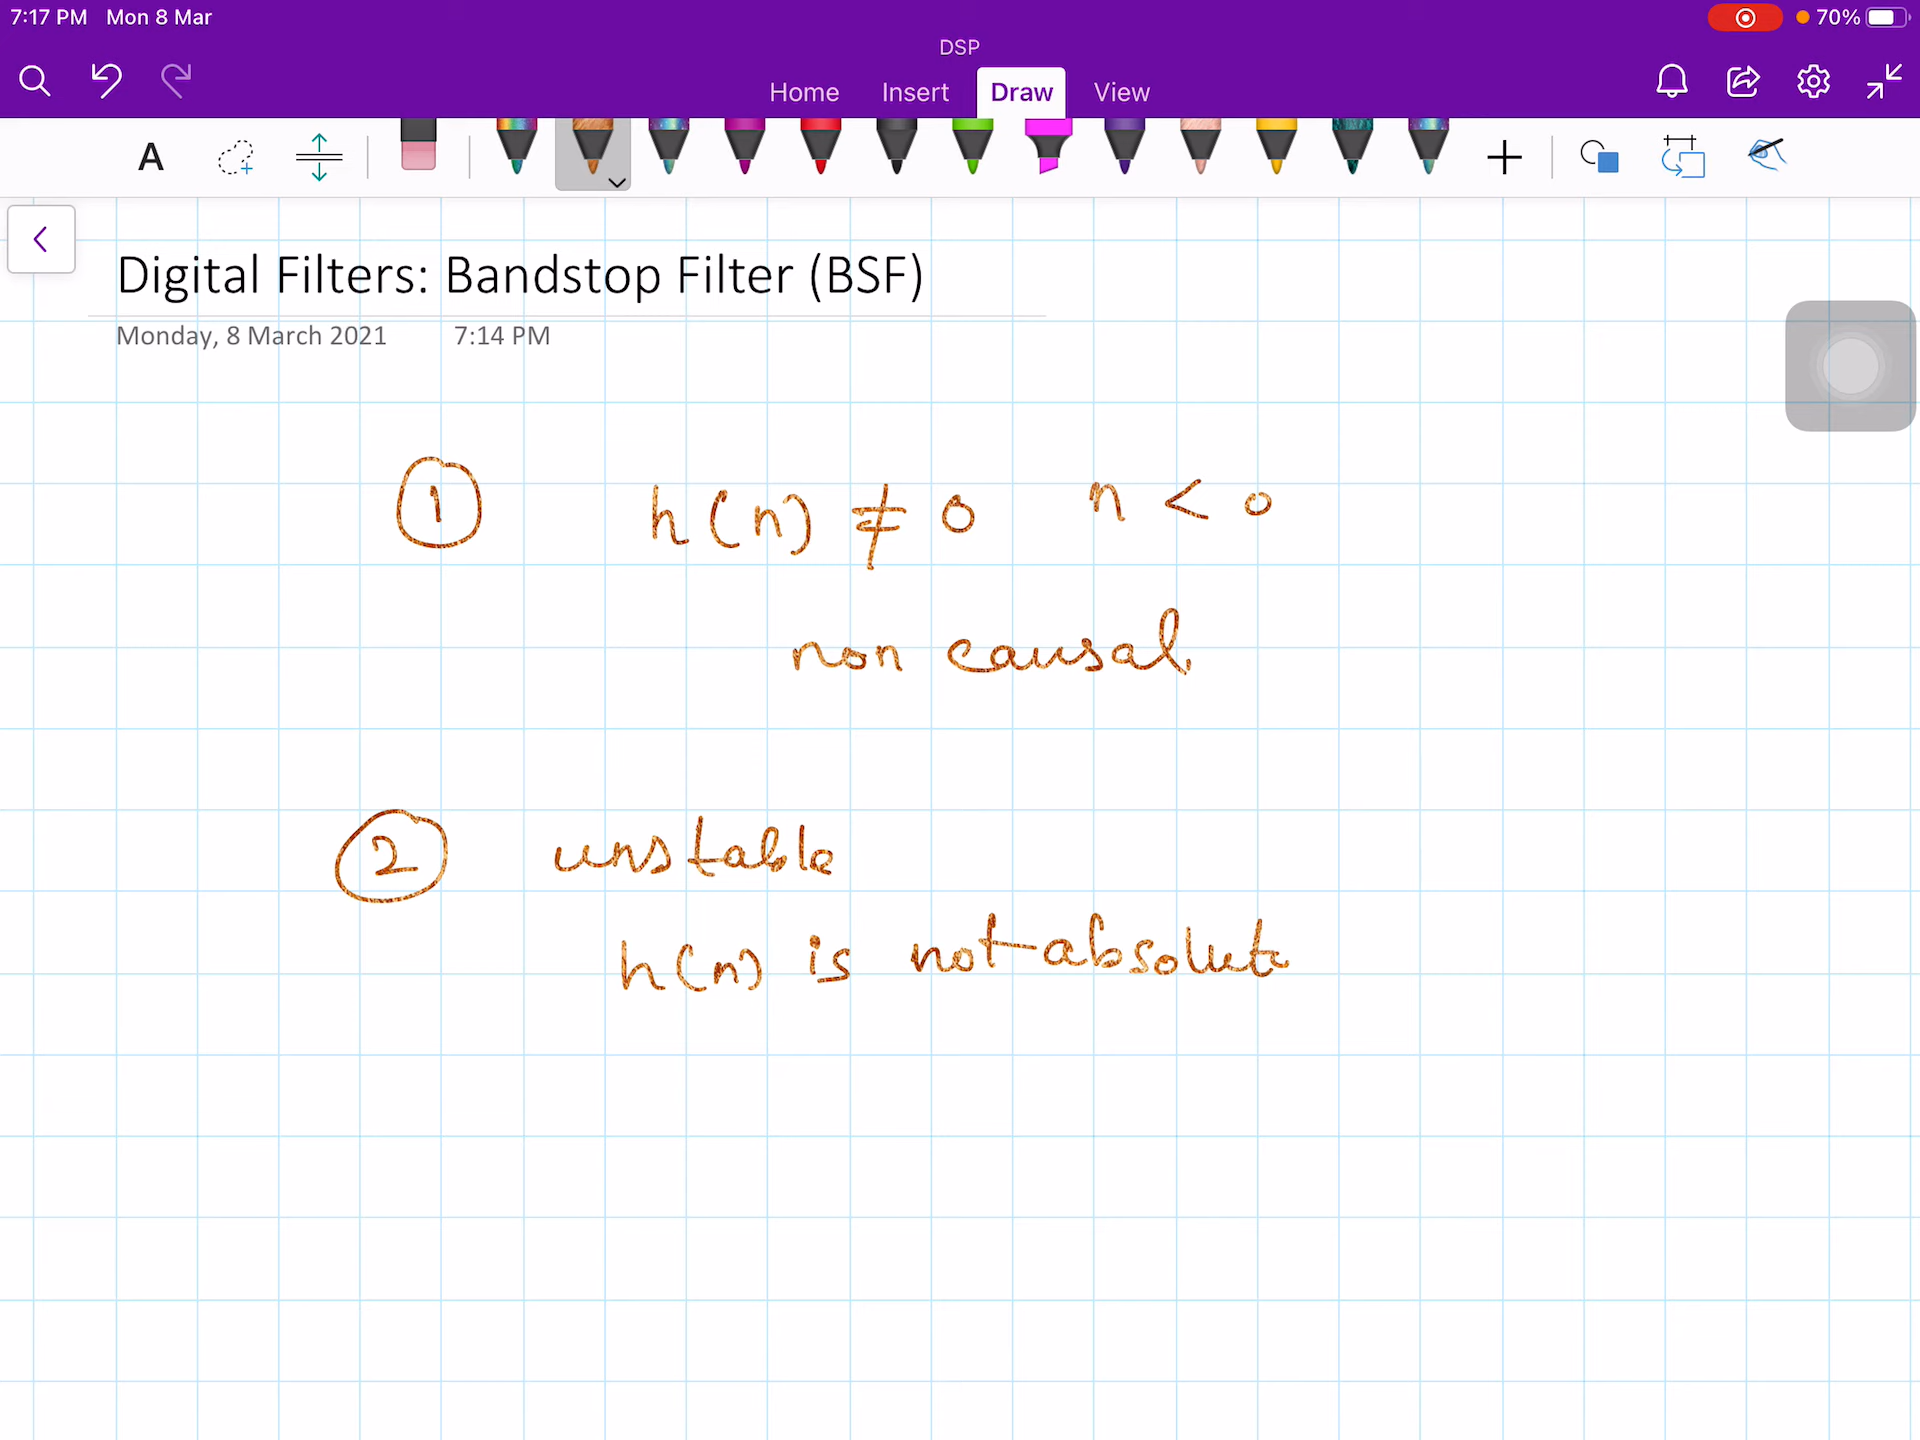 7:17 PM Mon 8 Mar 70%
DSP
Home Insert Draw View
A
Digital Filters: Bandstop Filter (BSF)
Monday, 8 March 2021 7:14 PM
1 h(n) ≠ 0 n < 0
non causal
2 unstable
h(n) is not absolute